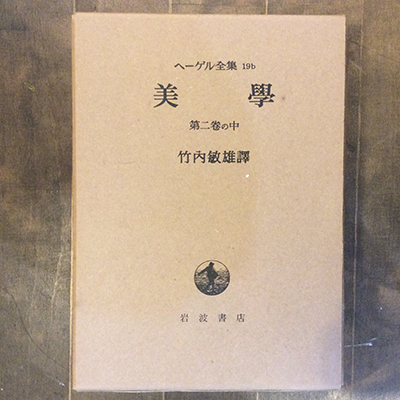 ヘーゲル全集 19b
美學
第二卷の中
竹內敏雄譯
岩波書店